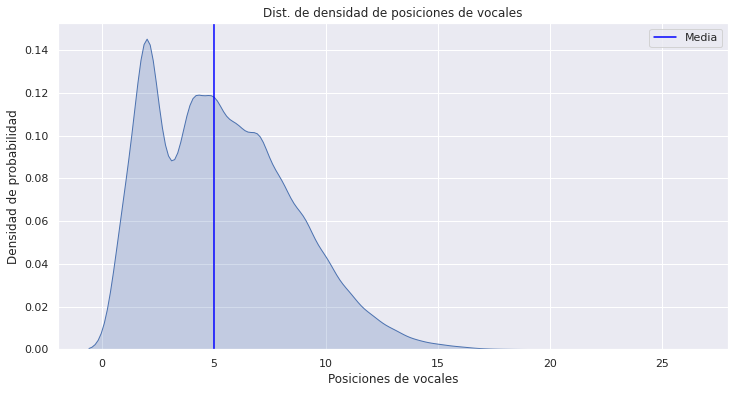 Dist. de densidad de posiciones de vocales
Media
Densidad de probabilidad
0.14
0.12
0.10
0.08
0.06
0.04
0.02
0.00
0 5 10 15 20 25
Posiciones de vocales